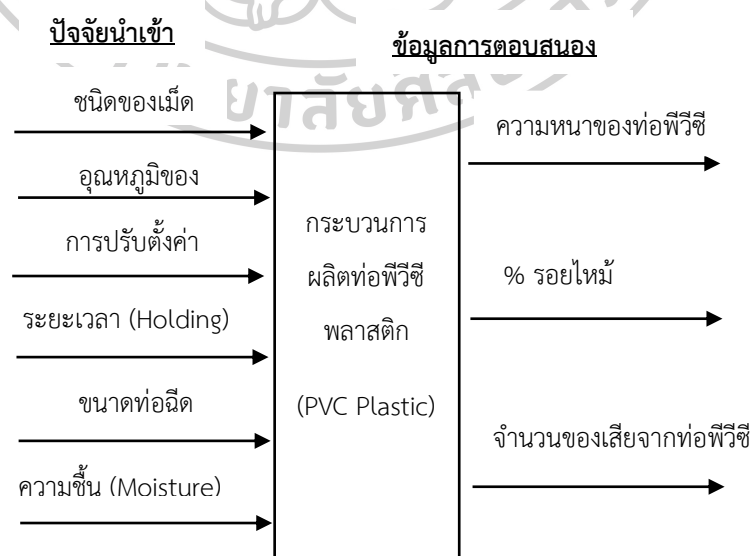 ปัจจัยนำเข้า
ข้อมูลการตอบสนอง
ชนิดของเม็ด
อุณหภูมิของ
การปรับตั้งค่า
ระยะเวลา (Holding)
ขนาดท่อฉีด
ความชื้น (Moisture)
กระบวนการ
ผลิตท่อพีวีซี
พลาสติก
(PVC Plastic)
ความหนาของท่อพีวีซี
% รอยไหม้
จำนวนของเสียจากท่อพีวีซี